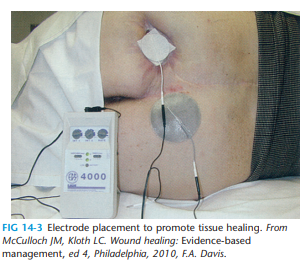 4000
FIG 14-3 Electrode placement to promote tissue healing. From
McCulloch JM, Kloth LC. Wound healing: Evidence-based
management, ed 4, Philadelphia, 2010, F.A. Davis.